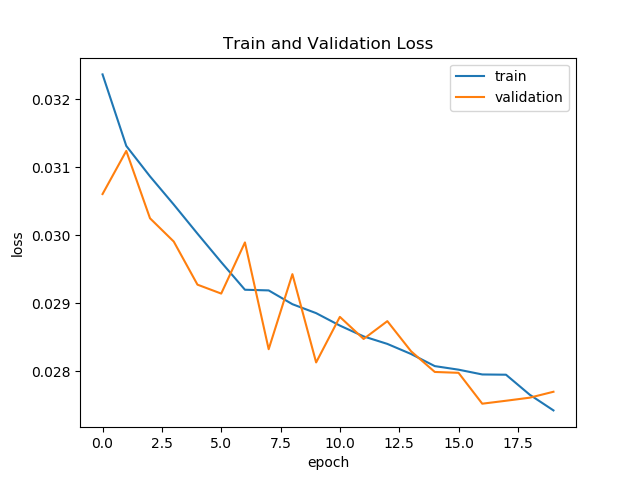 Train and Validation Loss
train
validation
0.032
0.031
0.030
0.029
0.028
loss
0.0 2.5 5.0 7.5 10.0 12.5 15.0 17.5
epoch